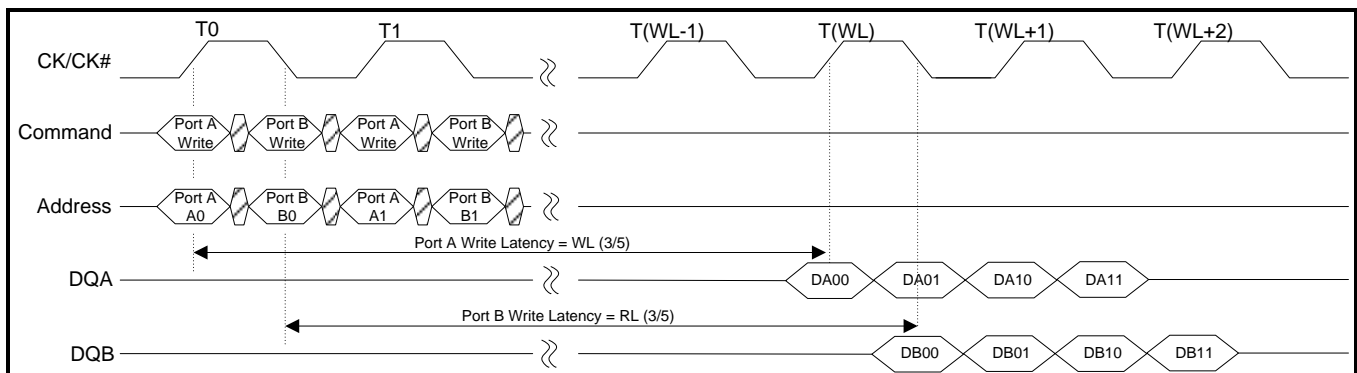 T0 T1 T(WL-1) T(WL) T(WL+1) T(WL+2)
CK/CK#
Command Port A Write Port B Write Port A Write Port B Write
Address Port A A0 Port B B0 Port A A1 Port B B1
Port A Write Latency = WL (3/5)
DQA DA00 DA01 DA10 DA11
Port B Write Latency = RL (3/5)
DQB DB00 DB01 DB10 DB11